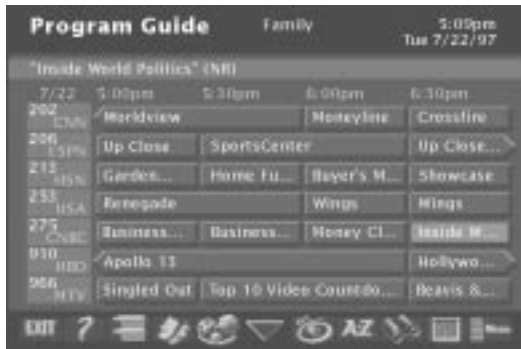 Program Guide Family 5:09pm
Tue 7/22/97
"Inside World Politics" (NR)
7/22 5:00pm 5:30pm 6:00pm 6:30pm
202 CNN Worldview Moneyline Crossfire
206 ESPN Up Close SportsCenter Up Close...
213 HSN Garden... Home Fu... Buyer's M... Showcase
253 USA Renegade Wings Wings
275 CNBC Business... Business... Money Cl... Inside W...
910 HBO Apollo 13 Hollywo...
966 MTV Singled Out Top 10 Video Countdo... Beavis &...
EXIT ? AZ